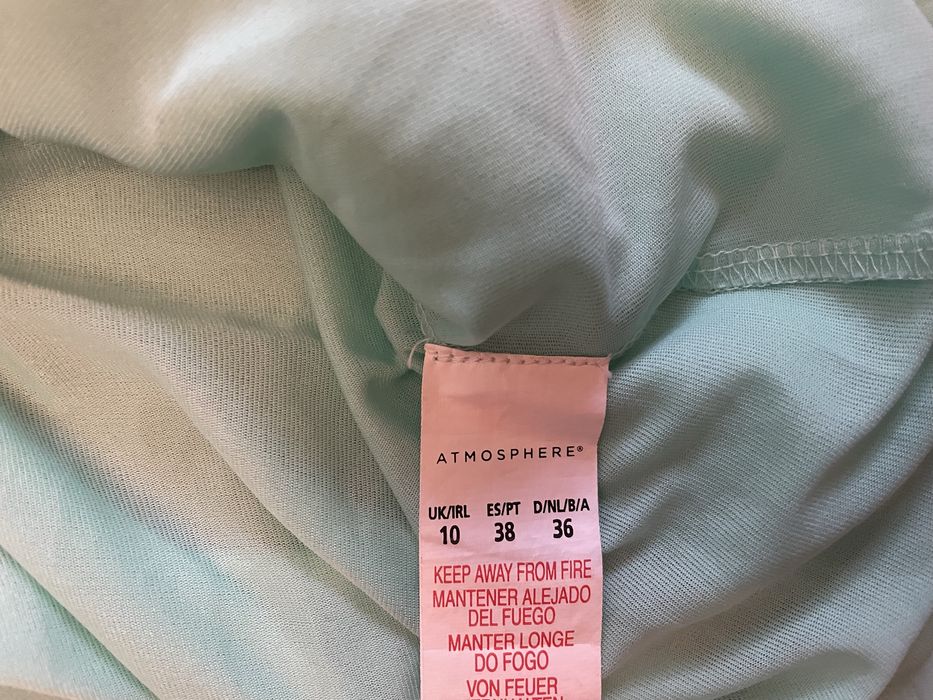 ATMOSPHERE®
UK/IRL ES/PT D/NL/B/A
10 38 36
KEEP AWAY FROM FIRE
MANTENER ALEJADO
DEL FUEGO
MANTER LONGE
DO FOGO
VON FEUER